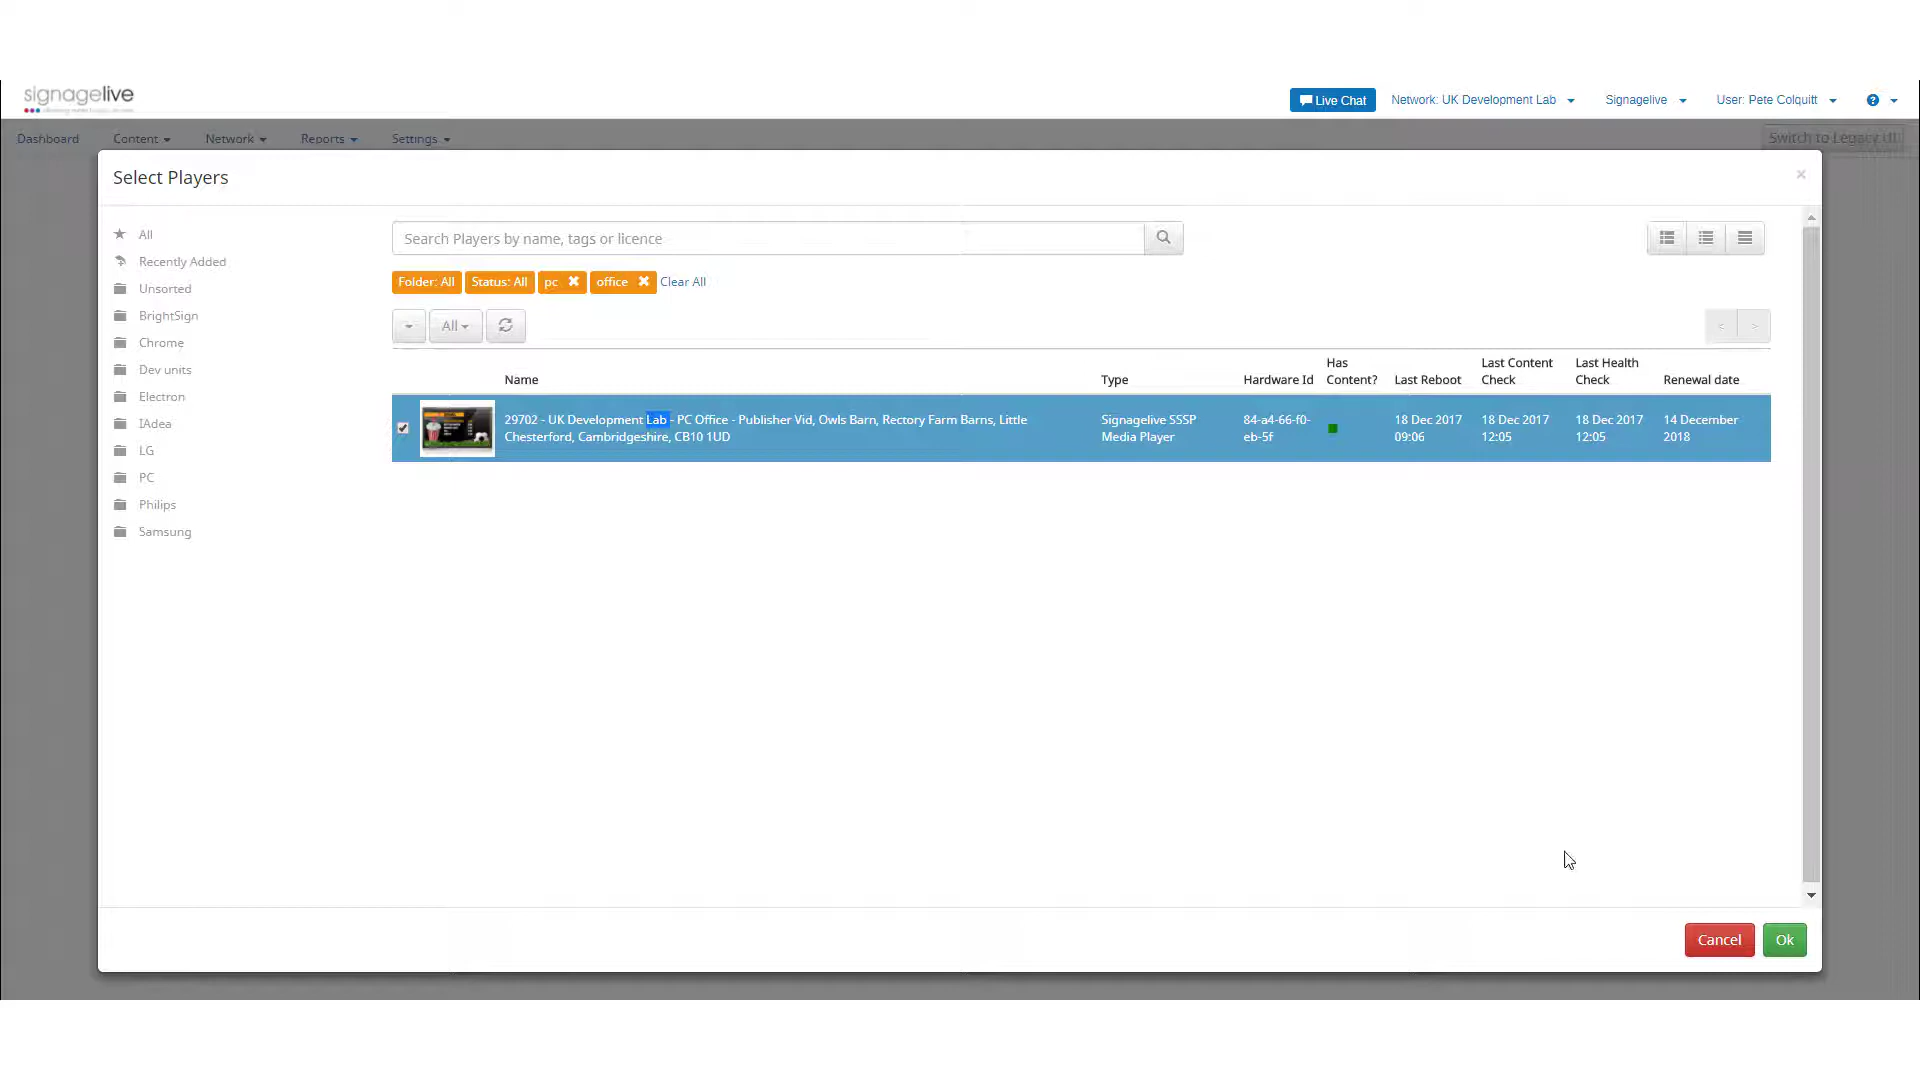 signagelive
Live Chat
Network: UK Development Lab
Signagelive
User: Pete Colquitt
Dashboard
Content
Network
Reports
Settings
Switch to Legacy UI
Select Players
×
All
Recently Added
Unsorted
BrightSign
Chrome
Dev units
Electron
IAdea
LG
PC
Philips
Samsung
Search Players by name, tags or licence
Folder: All
Status: All
pc
office
Clear All
All
<
>
Name
Type
Hardware Id
Has
Content?
Last Reboot
Last Content
Check
Last Health
Check
Renewal date
29702 - UK Development Lab - PC Office - Publisher Vid, Owls Barn, Rectory Farm Barns, Little
Chesterford, Cambridgeshire, CB10 1UD
Signagelive SSSP
Media Player
84-a4-66-f0-
eb-5f
18 Dec 2017
09:06
18 Dec 2017
12:05
18 Dec 2017
12:05
14 December
2018
Cancel
Ok